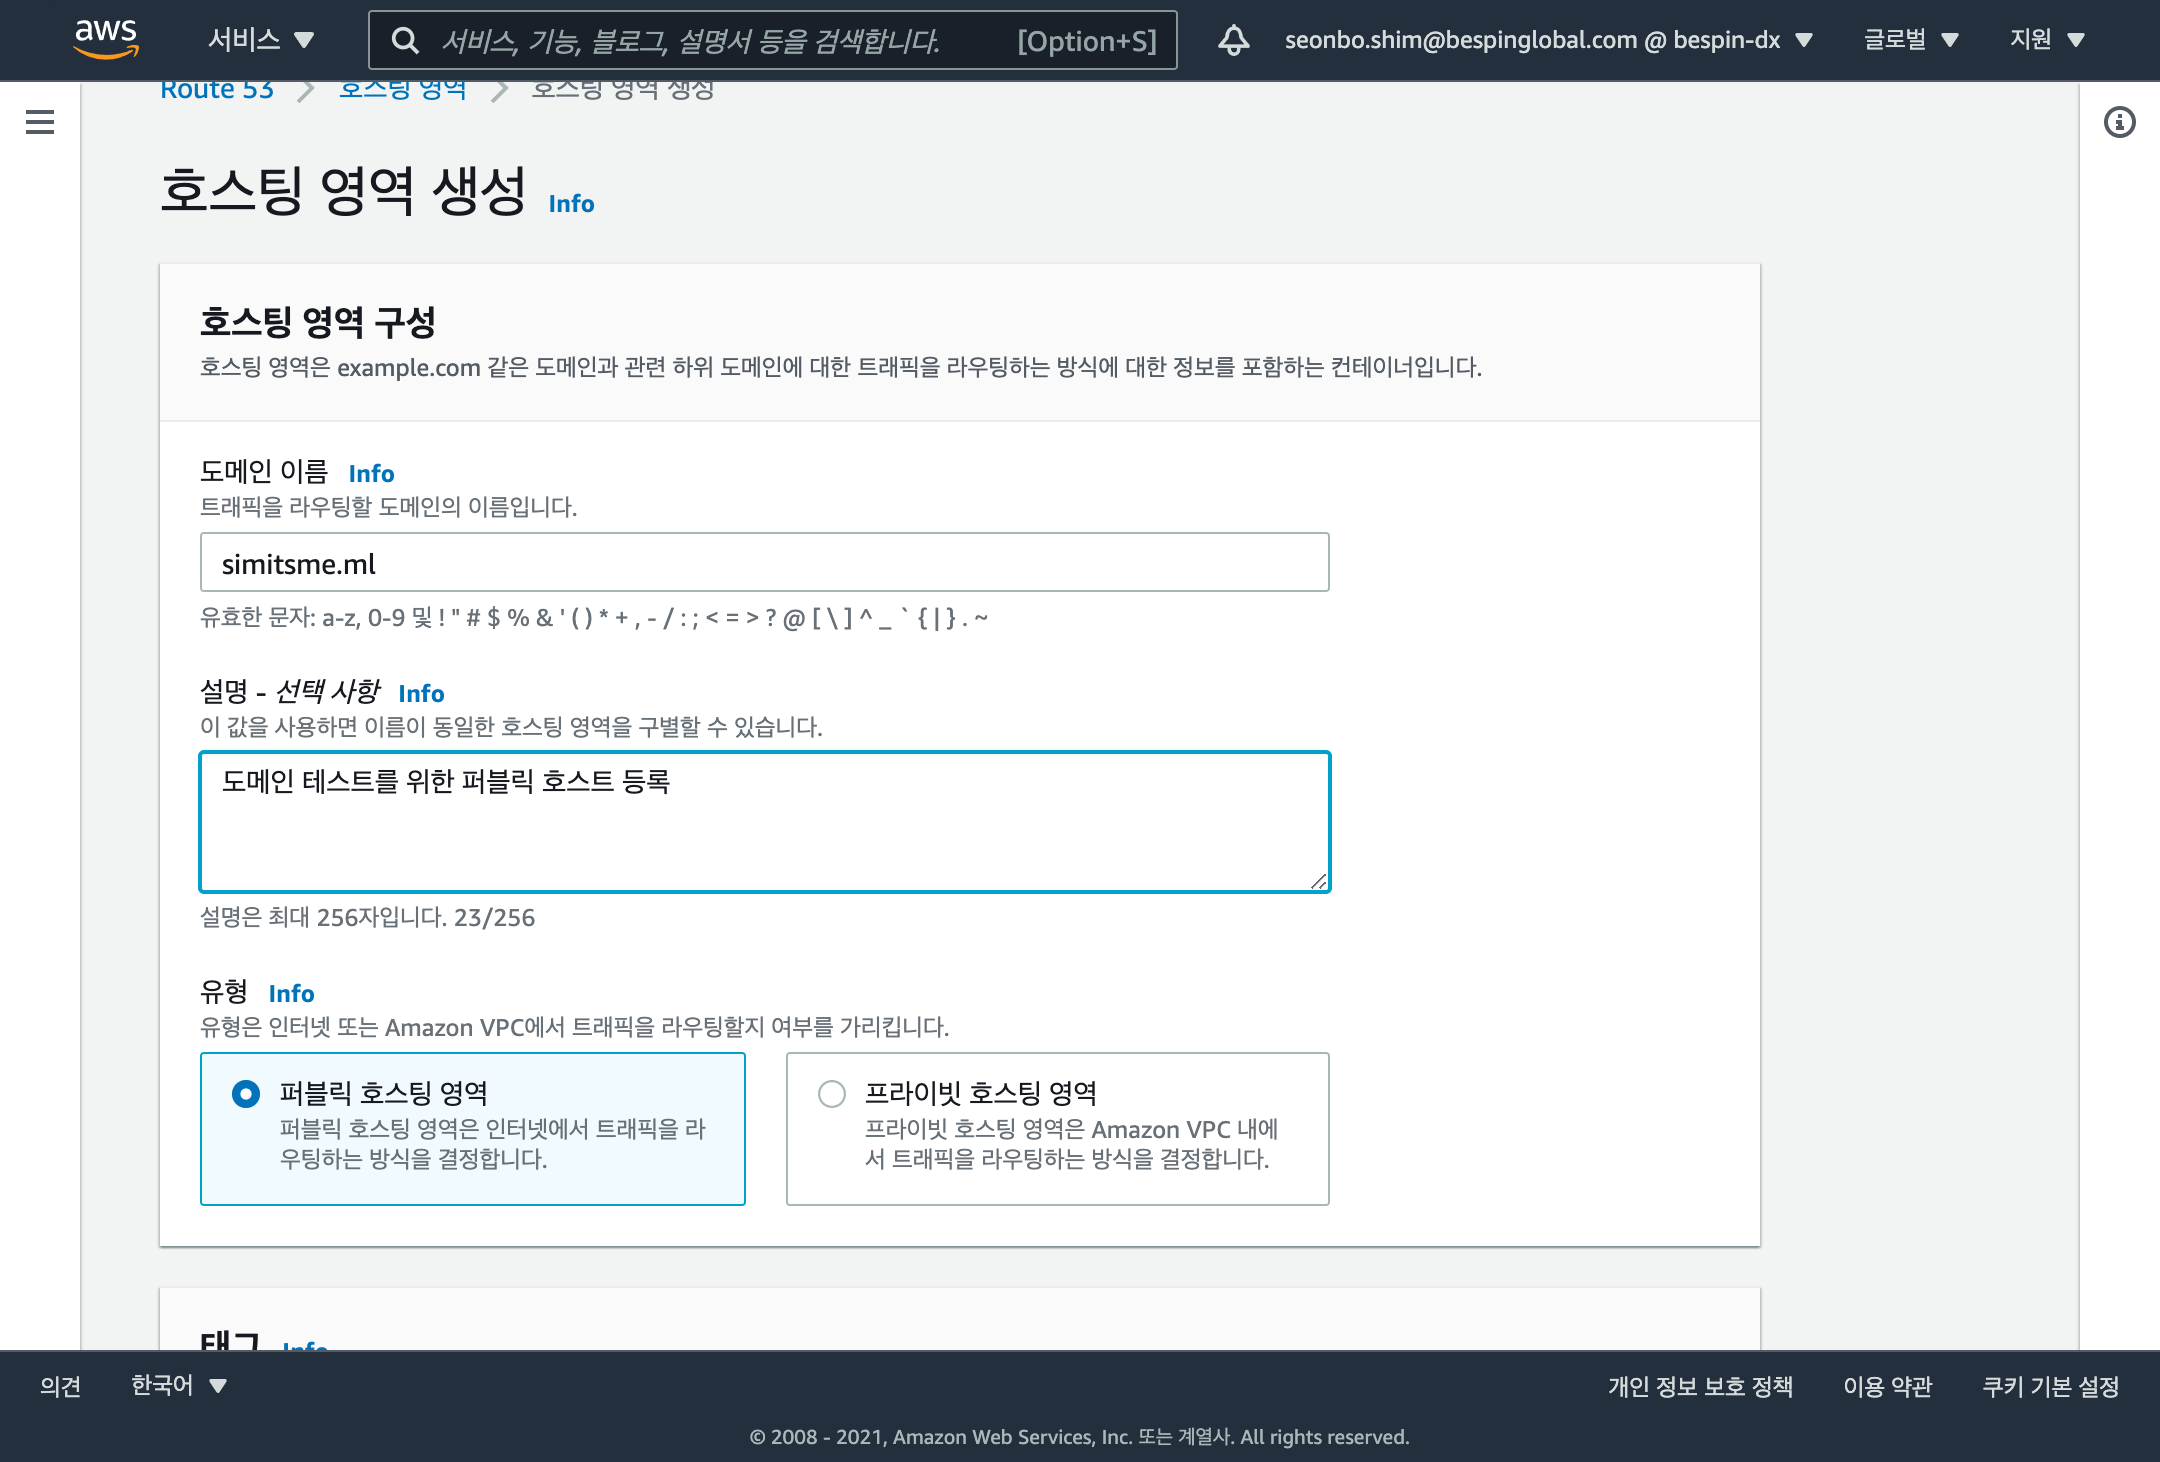 aws 서비스 서비스, 기능, 블로그, 설명서 등을 검색합니다. [Option+S] seonbo.shim@bespinglobal.com @ bespin-dx 글로벌 지원
Route 53 호스팅 영역 호스팅 영역 생성
호스팅 영역 생성 Info
호스팅 영역 구성
호스팅 영역은 example.com 같은 도메인과 관련 하위 도메인에 대한 트래픽을 라우팅하는 방식에 대한 정보를 포함하는 컨테이너입니다.
도메인 이름 Info
트래픽을 라우팅할 도메인의 이름입니다.
simitsme.ml
유효한 문자: a-z, 0-9 및 ! " # $ % & ' ( ) * + , - / : ; < = > ? @ [ \ ] ^ _ ` { | } . ~
설명 - 선택 사항 Info
이 값을 사용하면 이름이 동일한 호스팅 영역을 구별할 수 있습니다.
도메인 테스트를 위한 퍼블릭 호스트 등록
설명은 최대 256자입니다. 23/256
유형 Info
유형은 인터넷 또는 Amazon VPC에서 트래픽을 라우팅할지 여부를 가리킵니다.
퍼블릭 호스팅 영역
퍼블릭 호스팅 영역은 인터넷에서 트래픽을 라
우팅하는 방식을 결정합니다.
프라이빗 호스팅 영역
프라이빗 호스팅 영역은 Amazon VPC 내에
서 트래픽을 라우팅하는 방식을 결정합니다.
태그 Info
의견 한국어 개인 정보 보호 정책 이용 약관 쿠키 기본 설정
© 2008 - 2021, Amazon Web Services, Inc. 또는 계열사. All rights reserved.